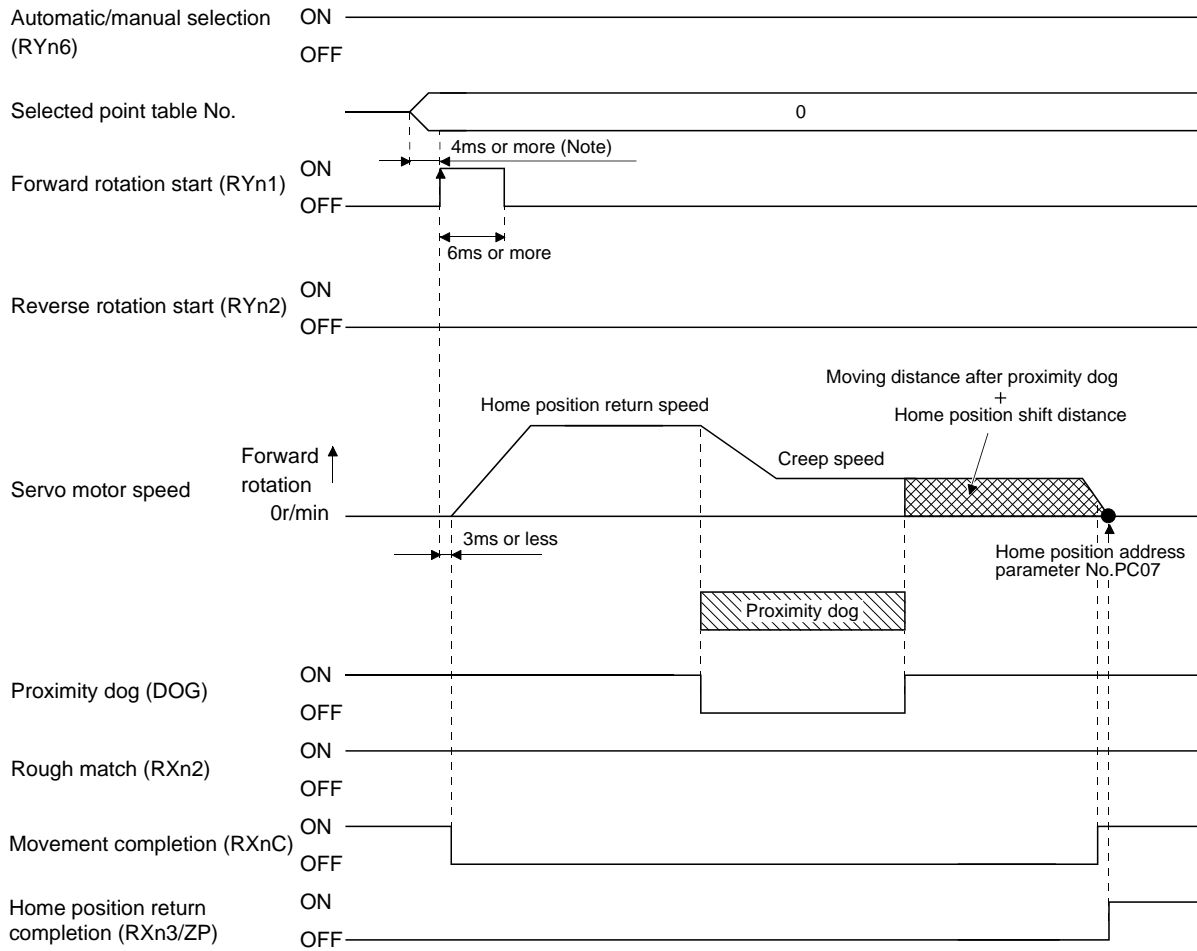 Automatic/manual selection
(RYn6)
ON
OFF
Selected point table No.
0
4ms or more (Note)
Forward rotation start (RYn1)
ON
OFF
6ms or more
Reverse rotation start (RYn2)
ON
OFF
Moving distance after proximity dog
+
Home position shift distance
Home position return speed
Creep speed
Servo motor speed
Forward
rotation
0r/min
3ms or less
Home position address
parameter No.PC07
Proximity dog
Proximity dog (DOG)
ON
OFF
Rough match (RXn2)
ON
OFF
Movement completion (RXnC)
ON
OFF
Home position return
completion (RXn3/ZP)
ON
OFF